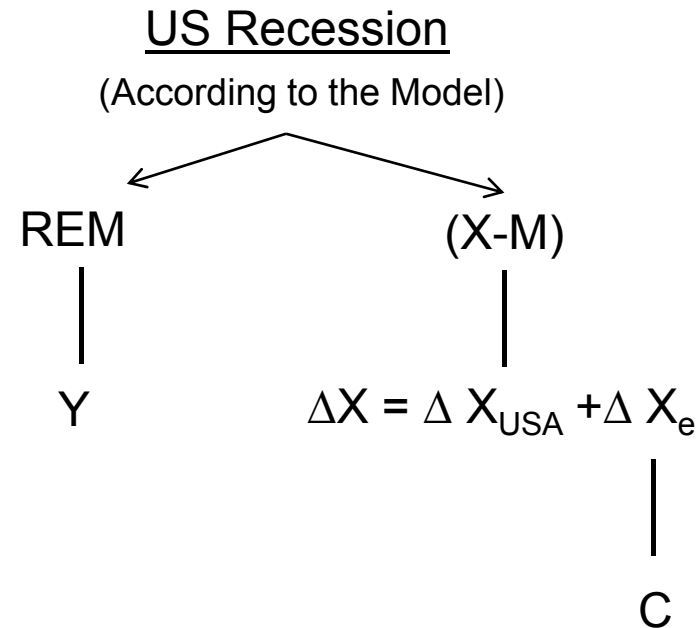 US Recession
(According to the Model)
REM (X-M)
Y ΔX = Δ X_USA +Δ X_e
C